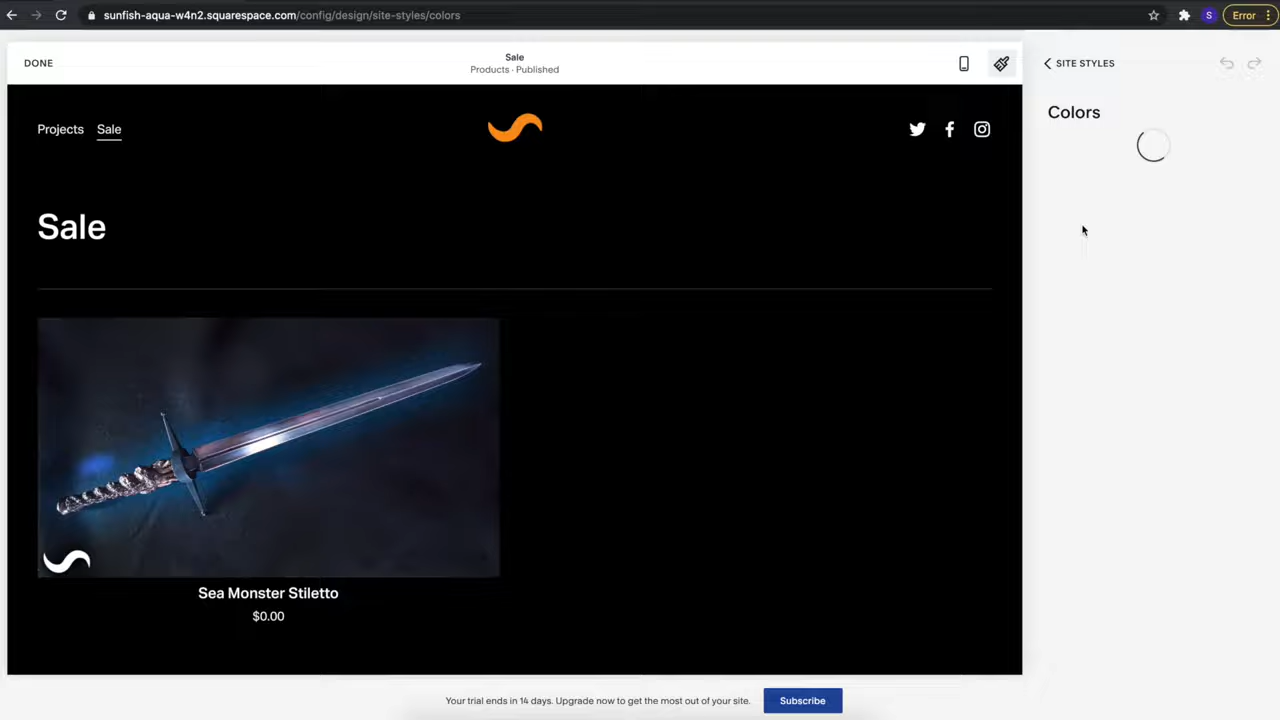 sunfish-aqua-w4n2.squarespace.com/config/design/site-styles/colors
S
Error
DONE
Sale
Products · Published
SITE STYLES
Colors
Projects
Sale
Sale
Sea Monster Stiletto
$0.00
Your trial ends in 14 days. Upgrade now to get the most out of your site.
Subscribe